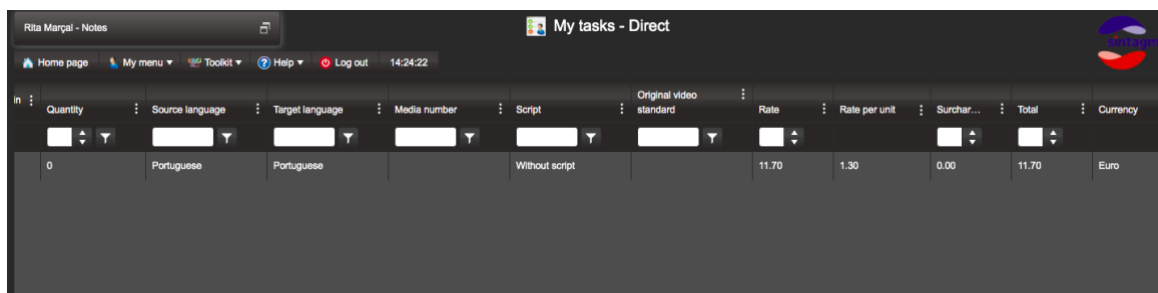 Rita Marçal - Notes
My tasks - Direct
sintagm
Home page My menu Toolkit Help Log out 14:24:22
in Quantity Source language Target language Media number Script Original video standard Rate Rate per unit Surchar... Total Currency
0 Portuguese Portuguese Without script 11.70 1.30 0.00 11.70 Euro